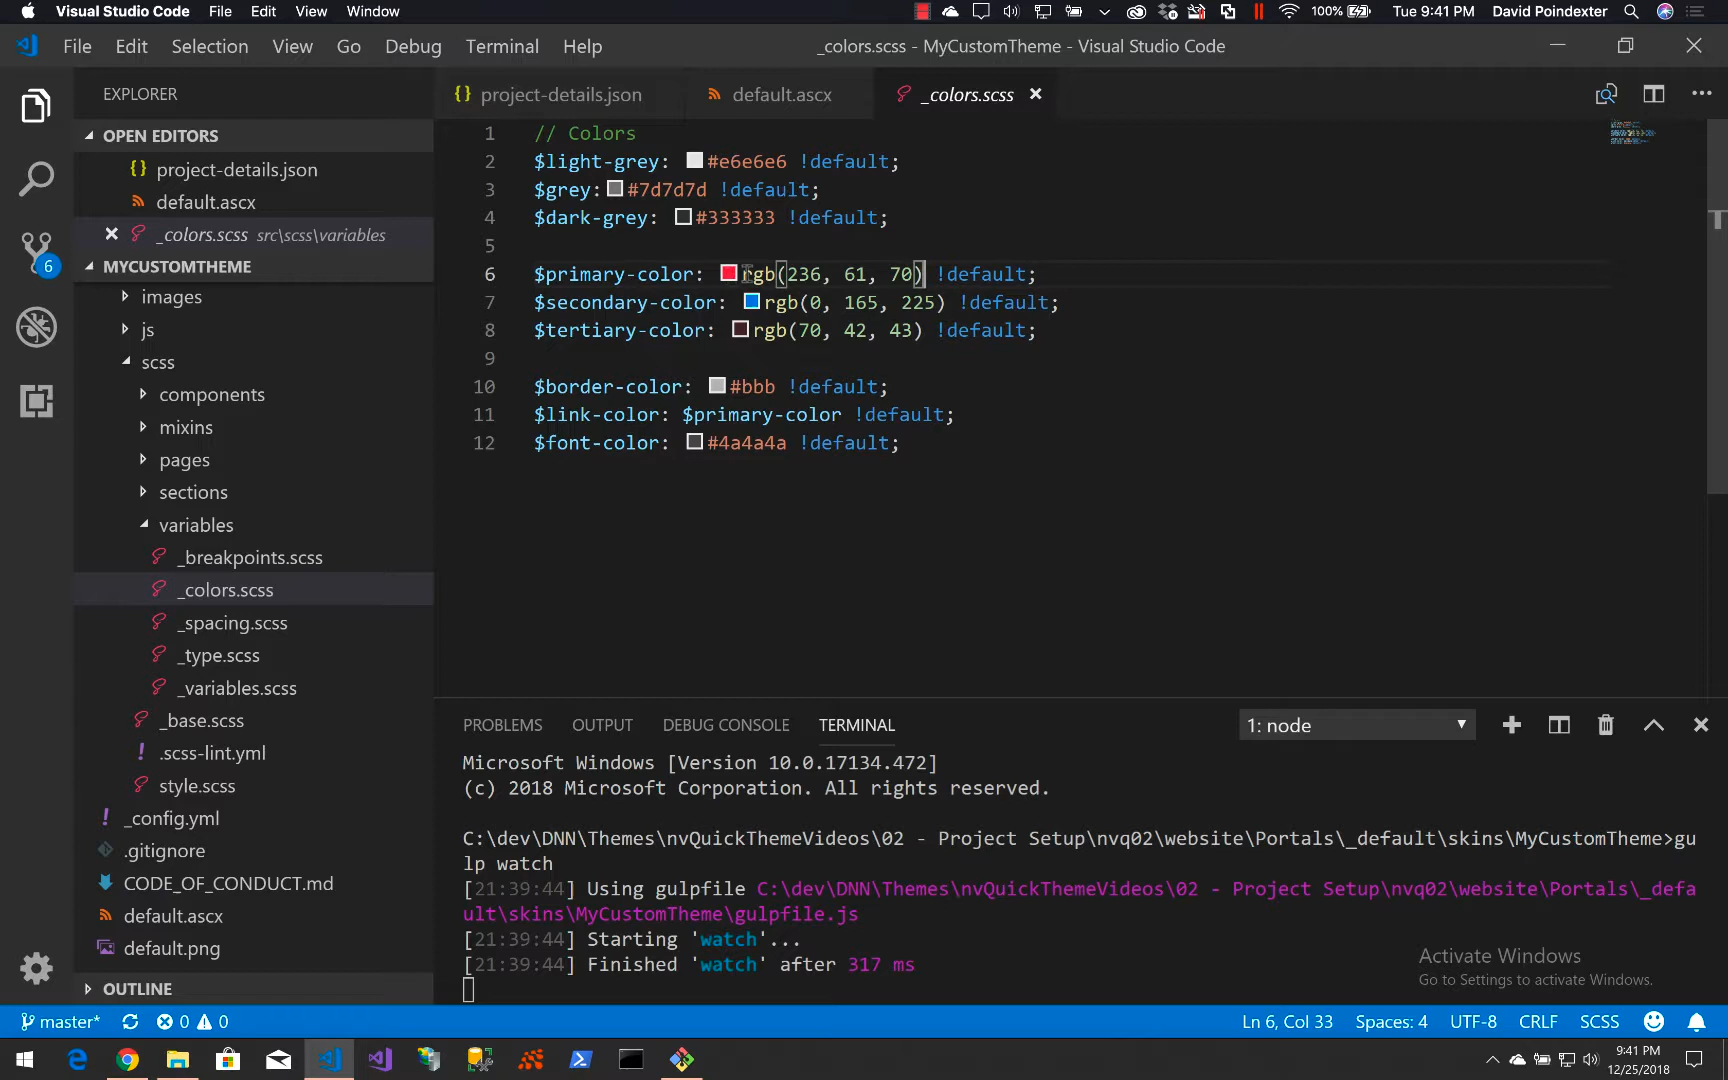 Visual Studio Code File Edit View Window 100% Tue 9:41 PM David Poindexter
File Edit Selection View Go Debug Terminal Help _colors.scss - MyCustomTheme - Visual Studio Code
EXPLORER
{} project-details.json default.ascx _colors.scss
OPEN EDITORS
{} project-details.json
default.ascx
_colors.scss src\scss\variables
MYCUSTOMTHEME
images
js
scss
components
mixins
pages
sections
variables
_breakpoints.scss
_colors.scss
_spacing.scss
_type.scss
_variables.scss
_base.scss
! .scss-lint.yml
style.scss
! _config.yml
.gitignore
CODE_OF_CONDUCT.md
default.ascx
default.png
OUTLINE
6
1 // Colors
2 $light-grey: #e6e6e6 !default;
3 $grey: #7d7d7d !default;
4 $dark-grey: #333333 !default;
5
6 $primary-color: rgb(236, 61, 70) !default;
7 $secondary-color: rgb(0, 165, 225) !default;
8 $tertiary-color: rgb(70, 42, 43) !default;
9
10 $border-color: #bbb !default;
11 $link-color: $primary-color !default;
12 $font-color: #4a4a4a !default;
PROBLEMS OUTPUT DEBUG CONSOLE TERMINAL 1: node
Microsoft Windows [Version 10.0.17134.472]
(c) 2018 Microsoft Corporation. All rights reserved.
C:\dev\DNN\Themes\nvQuickThemeVideos\02 - Project Setup\nvq02\website\Portals\_default\skins\MyCustomTheme>gu
lp watch
[21:39:44] Using gulpfile C:\dev\DNN\Themes\nvQuickThemeVideos\02 - Project Setup\nvq02\website\Portals\_defa
ult\skins\MyCustomTheme\gulpfile.js
[21:39:44] Starting 'watch'...
[21:39:44] Finished 'watch' after 317 ms
Activate Windows
Go to Settings to activate Windows.
master* 0 0 Ln 6, Col 33 Spaces: 4 UTF-8 CRLF SCSS
9:41 PM
12/25/2018